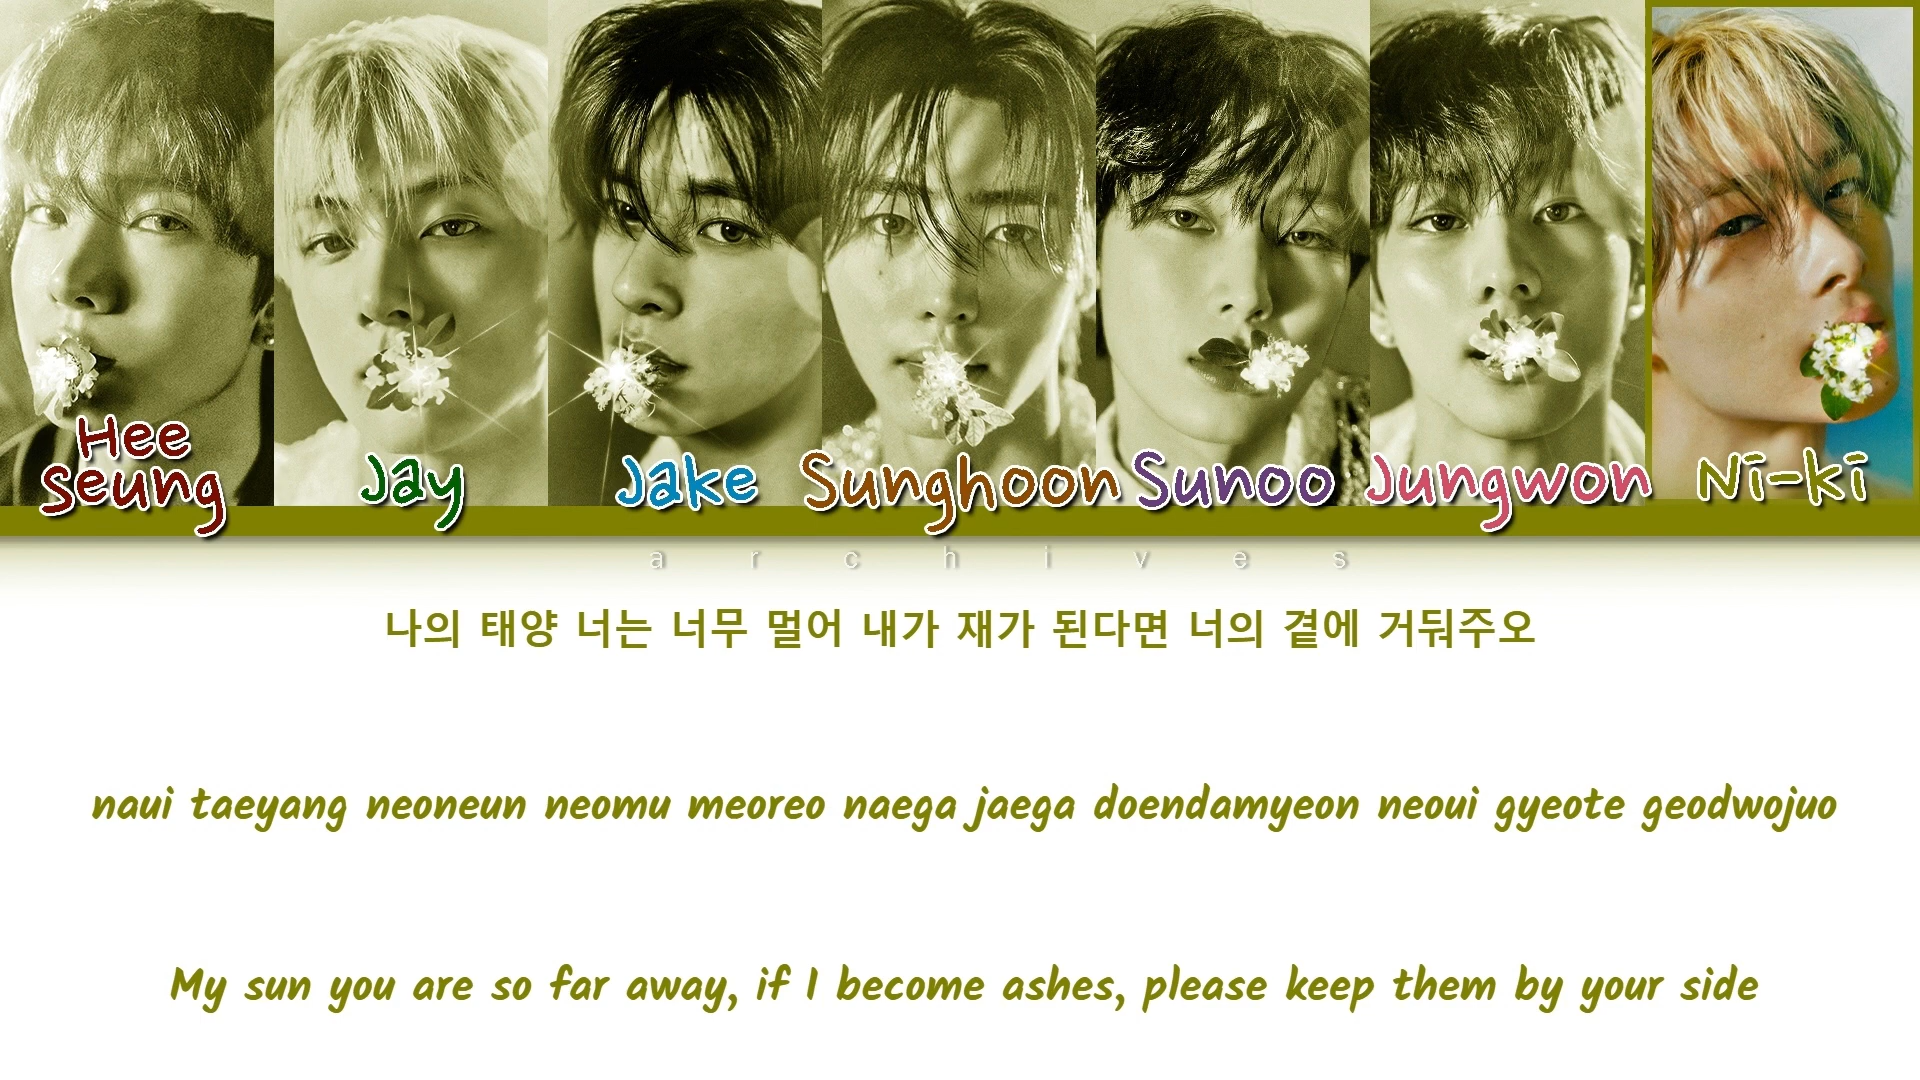 Hee
seung
Jay
Jake
Sunghoon
Sunoo
Jungwon
Ni-ki
archives
나의 태양 너는 너무 멀어 내가 재가 된다면 너의 곁에 거둬주오
naui taeyang neoneun neomu meoreo naega jaega doendamyeon neoui gyeote geodwojuo
My sun you are so far away, if I become ashes, please keep them by your side